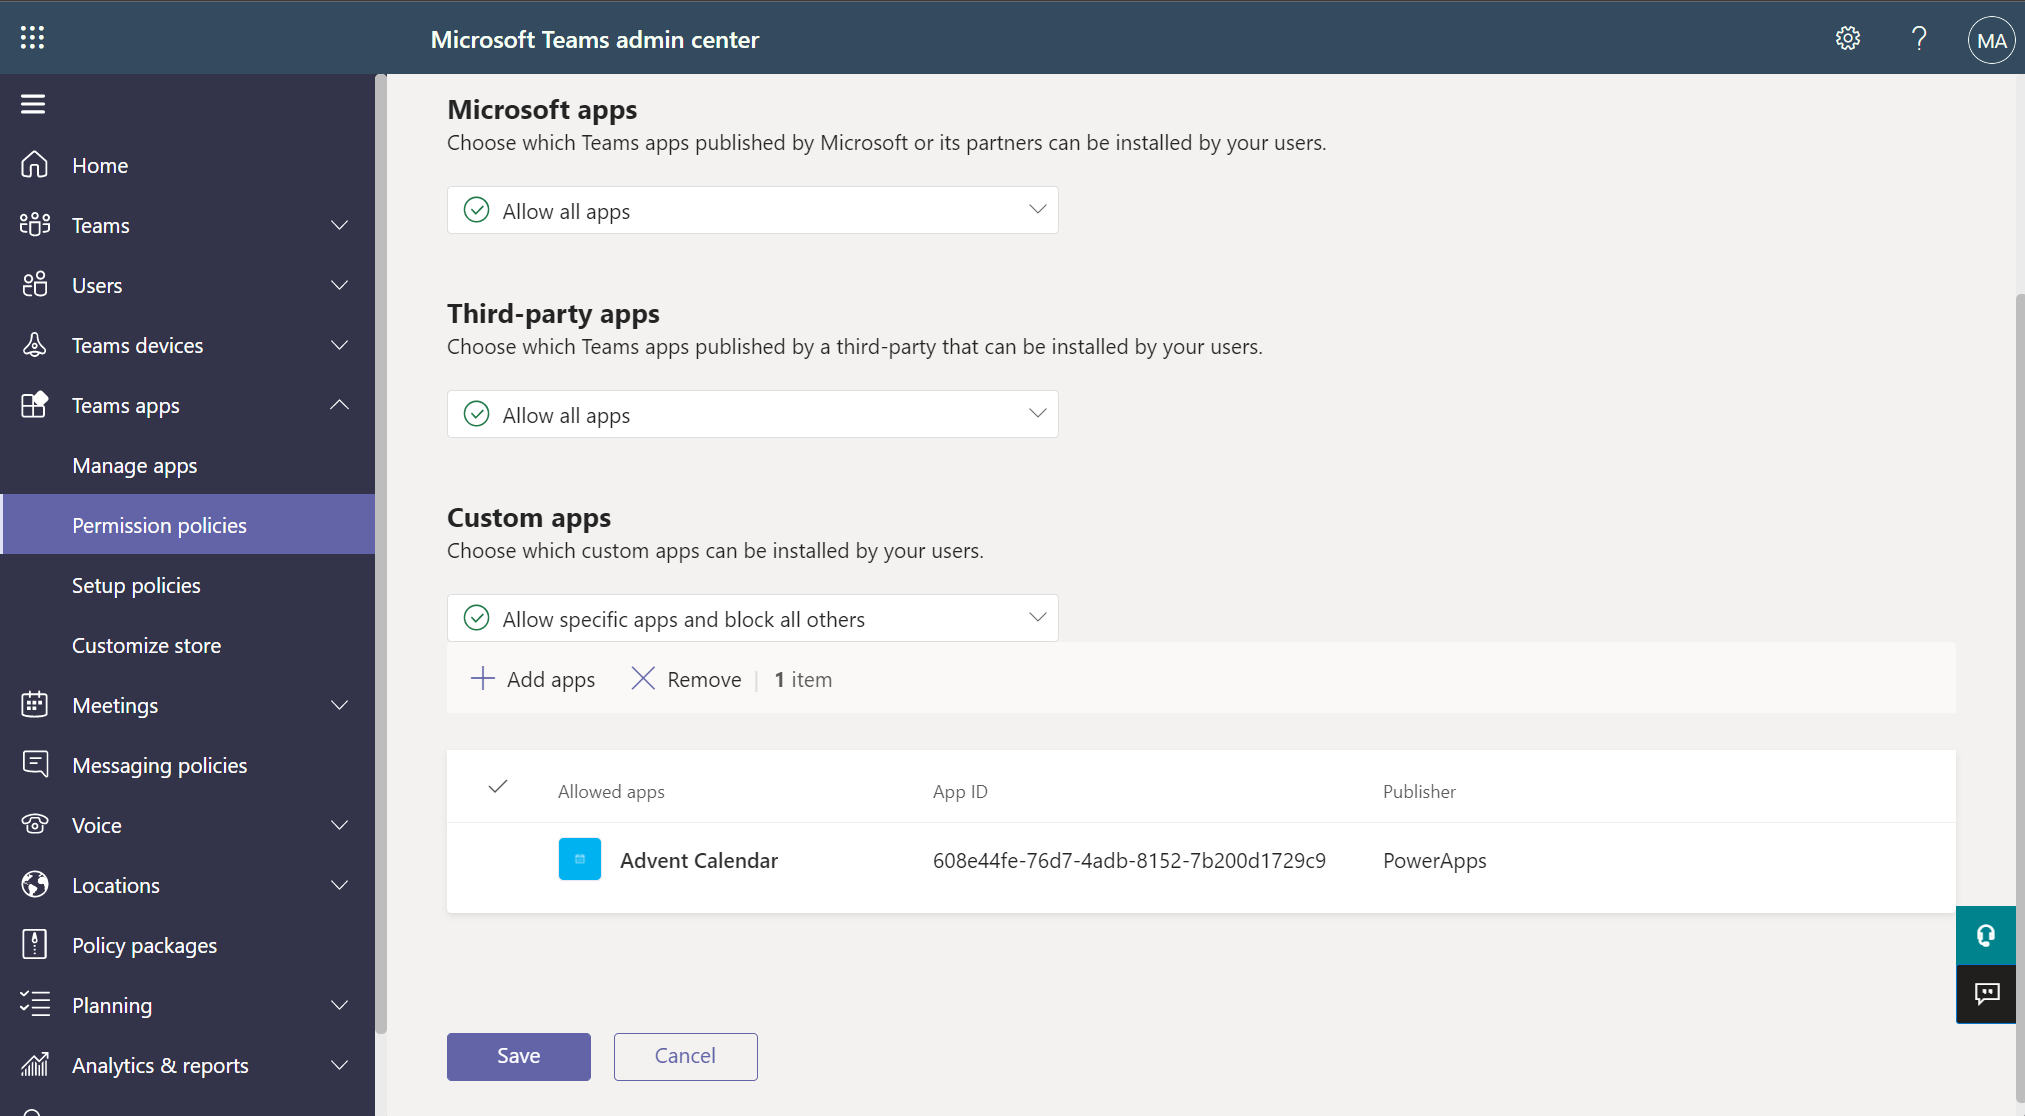 Microsoft Teams admin center
?
MA
Home
Teams
Users
Teams devices
Teams apps
Manage apps
Permission policies
Setup policies
Customize store
Meetings
Messaging policies
Voice
Locations
Policy packages
Planning
Analytics & reports
Microsoft apps
Choose which Teams apps published by Microsoft or its partners can be installed by your users.
Allow all apps
Third-party apps
Choose which Teams apps published by a third-party that can be installed by your users.
Allow all apps
Custom apps
Choose which custom apps can be installed by your users.
Allow specific apps and block all others
Add apps Remove | 1 item
Allowed apps App ID Publisher
Advent Calendar 608e44fe-76d7-4adb-8152-7b200d1729c9 PowerApps
Save Cancel